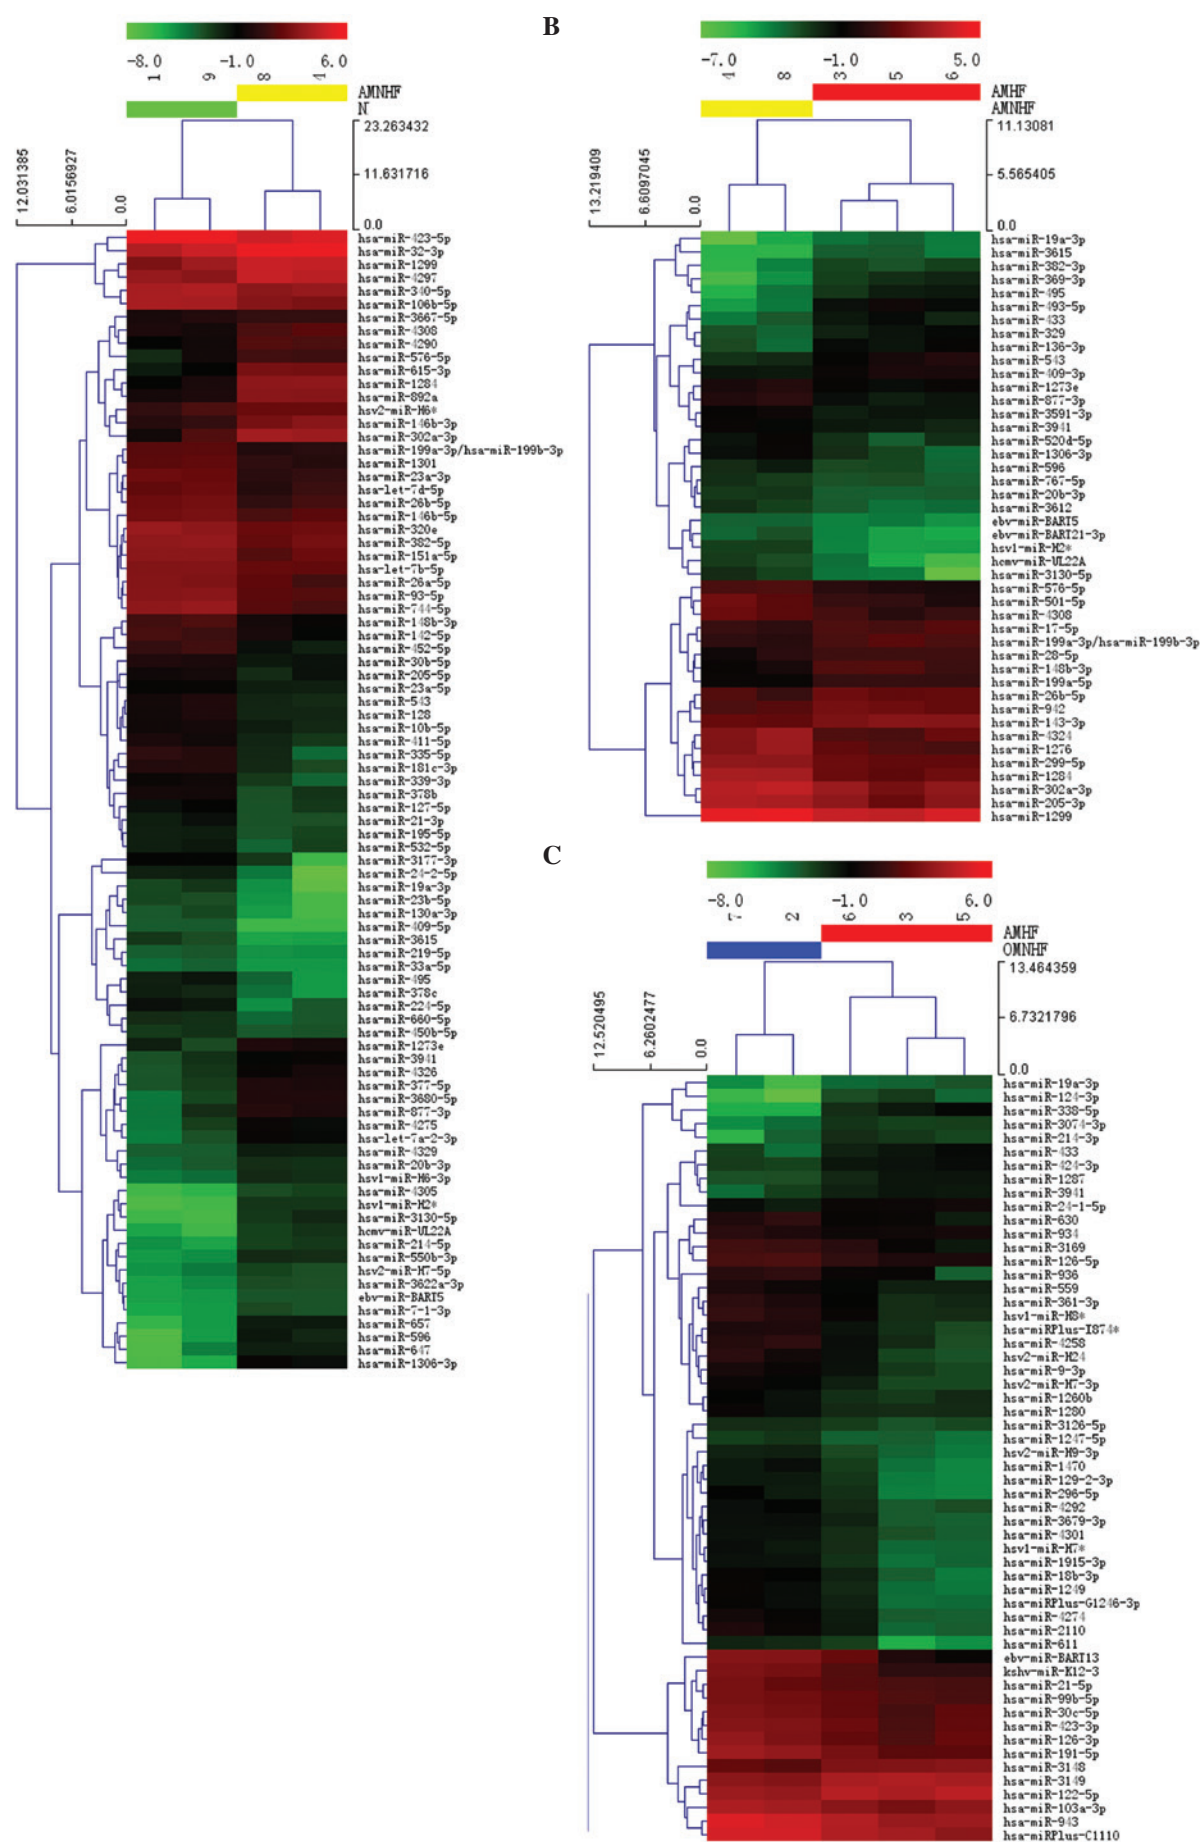 -8.0 -1.0 6.0
1 9 8 4
AMNHF
N
23.263432
11.631716
0.0
12.031385
6.0156927
0.0
hsa-miR-423-5p
hsa-miR-32-3p
hsa-miR-1299
hsa-miR-4297
hsa-miR-340-5p
hsa-miR-106b-5p
hsa-miR-3667-5p
hsa-miR-4308
hsa-miR-4290
hsa-miR-576-5p
hsa-miR-615-3p
hsa-miR-1284
hsa-miR-892a
hsv2-miR-H6*
hsa-miR-146b-3p
hsa-miR-302a-3p
hsa-miR-199a-3p/hsa-miR-199b-3p
hsa-miR-1301
hsa-miR-23a-3p
hsa-let-7d-5p
hsa-miR-26b-5p
hsa-miR-146b-5p
hsa-miR-320e
hsa-miR-382-5p
hsa-miR-151a-5p
hsa-let-7b-5p
hsa-miR-26a-5p
hsa-miR-93-5p
hsa-miR-744-5p
hsa-miR-148b-3p
hsa-miR-142-5p
hsa-miR-452-5p
hsa-miR-30b-5p
hsa-miR-205-5p
hsa-miR-23a-5p
hsa-miR-543
hsa-miR-128
hsa-miR-10b-5p
hsa-miR-411-5p
hsa-miR-335-5p
hsa-miR-181c-3p
hsa-miR-339-3p
hsa-miR-378b
hsa-miR-127-5p
hsa-miR-21-3p
hsa-miR-195-5p
hsa-miR-532-5p
hsa-miR-3177-3p
hsa-miR-24-2-5p
hsa-miR-19a-3p
hsa-miR-23b-5p
hsa-miR-130a-3p
hsa-miR-409-5p
hsa-miR-3615
hsa-miR-219-5p
hsa-miR-33a-5p
hsa-miR-495
hsa-miR-378c
hsa-miR-224-5p
hsa-miR-660-5p
hsa-miR-450b-5p
hsa-miR-1273e
hsa-miR-3941
hsa-miR-4326
hsa-miR-377-5p
hsa-miR-3680-5p
hsa-miR-877-3p
hsa-miR-4275
hsa-let-7a-2-3p
hsa-miR-4329
hsa-miR-20b-3p
hsv1-miR-H6-3p
hsa-miR-4305
hsv1-miR-H2*
hsa-miR-3130-5p
hcmv-miR-UL22A
hsa-miR-214-5p
hsa-miR-550b-3p
hsv2-miR-H7-5p
hsa-miR-3622a-3p
ebv-miR-BART5
hsa-miR-7-1-3p
hsa-miR-657
hsa-miR-596
hsa-miR-647
hsa-miR-1306-3p
B
-7.0 -1.0 5.0
4 8 3 5 6
AMHF
AMNHF
11.13081
5.565405
0.0
13.219409
6.6097045
0.0
hsa-miR-19a-3p
hsa-miR-3615
hsa-miR-382-3p
hsa-miR-369-3p
hsa-miR-495
hsa-miR-493-5p
hsa-miR-433
hsa-miR-329
hsa-miR-136-3p
hsa-miR-543
hsa-miR-409-3p
hsa-miR-1273e
hsa-miR-877-3p
hsa-miR-3591-3p
hsa-miR-3941
hsa-miR-520d-5p
hsa-miR-1306-3p
hsa-miR-596
hsa-miR-767-5p
hsa-miR-20b-3p
hsa-miR-3612
ebv-miR-BART5
ebv-miR-BART21-3p
hsv1-miR-H2*
hcmv-miR-UL22A
hsa-miR-3130-5p
hsa-miR-576-5p
hsa-miR-501-5p
hsa-miR-4308
hsa-miR-17-5p
hsa-miR-199a-3p/hsa-miR-199b-3p
hsa-miR-28-5p
hsa-miR-148b-3p
hsa-miR-199a-5p
hsa-miR-26b-5p
hsa-miR-942
hsa-miR-143-3p
hsa-miR-4324
hsa-miR-1276
hsa-miR-299-5p
hsa-miR-1284
hsa-miR-302a-3p
hsa-miR-205-3p
hsa-miR-1299
C
-8.0 -1.0 6.0
7 2 6 3 5
AMHF
OMNHF
13.464359
6.7321796
0.0
12.520495
6.2602477
0.0
hsa-miR-19a-3p
hsa-miR-124-3p
hsa-miR-338-5p
hsa-miR-3074-3p
hsa-miR-214-3p
hsa-miR-433
hsa-miR-424-3p
hsa-miR-1287
hsa-miR-3941
hsa-miR-24-1-5p
hsa-miR-630
hsa-miR-934
hsa-miR-3169
hsa-miR-126-5p
hsa-miR-936
hsa-miR-559
hsa-miR-361-3p
hsv1-miR-H8*
hsa-miRPlus-I874*
hsa-miR-4258
hsv2-miR-H24
hsa-miR-9-3p
hsv2-miR-H7-3p
hsa-miR-1260b
hsa-miR-1280
hsa-miR-3126-5p
hsa-miR-1247-5p
hsv2-miR-H9-3p
hsa-miR-1470
hsa-miR-129-2-3p
hsa-miR-296-5p
hsa-miR-4292
hsa-miR-3679-3p
hsa-miR-4301
hsv1-miR-H7*
hsa-miR-1915-3p
hsa-miR-18b-3p
hsa-miR-1249
hsa-miRPlus-G1246-3p
hsa-miR-4274
hsa-miR-2110
hsa-miR-611
ebv-miR-BART13
kshv-miR-K12-3
hsa-miR-21-5p
hsa-miR-99b-5p
hsa-miR-30c-5p
hsa-miR-423-3p
hsa-miR-126-3p
hsa-miR-191-5p
hsa-miR-3148
hsa-miR-3149
hsa-miR-122-5p
hsa-miR-103a-3p
hsa-miR-943
hsa-miRPlus-C1110